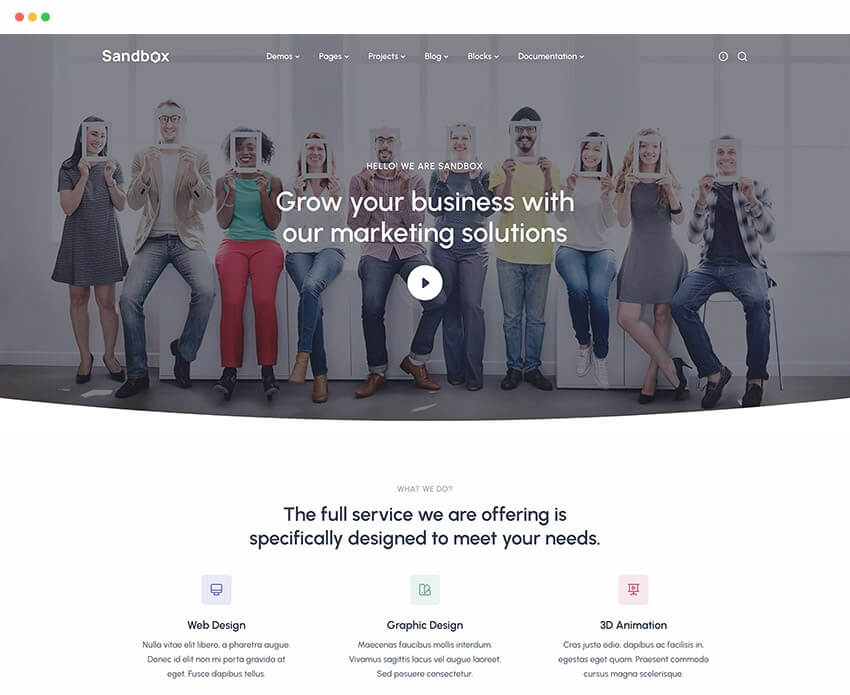 Sandbox
Demos Pages Projects Blog Blocks Documentation
HELLO! WE ARE SANDBOX
Grow your business with
our marketing solutions
WHAT WE DO?
The full service we are offering is
specifically designed to meet your needs.
Web Design
Nulla vitae elit libero, a pharetra augue.
Donec id elit non mi porta gravida at
eget. Fusce dapibus tellus.
Graphic Design
Maecenas faucibus mollis interdum.
Vivamus sagittis lacus vel augue laoreet.
Sed posuere consectetur.
3D Animation
Cras justo odio, dapibus ac facilisis in,
egestas eget quam. Praesent commodo
cursus magna scelerisque.